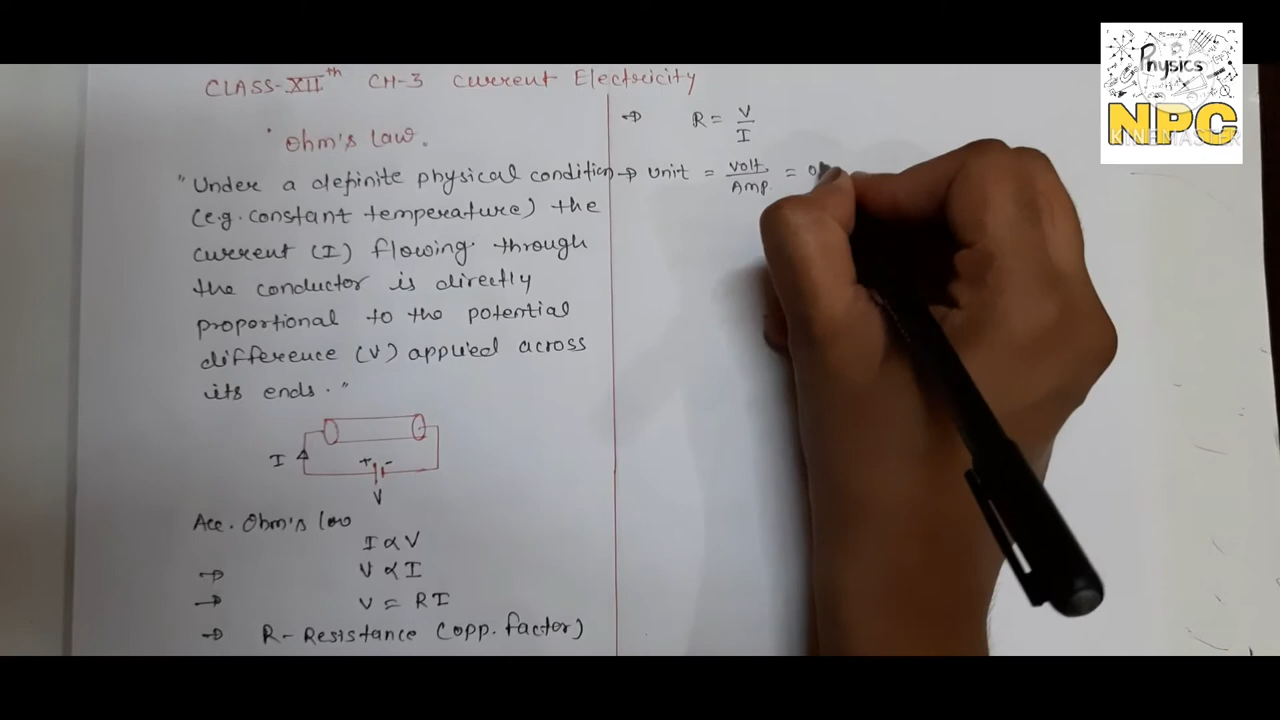 CLASS-XIIth CH-3 Current Electricity
Ohm's law.
"Under a definite physical condition
(e.g. constant temperature) the
current (I) flowing through
the conductor is directly
proportional to the potential
difference (V) applied across
its ends."
I
+ -
V
Acc. Ohm's law
I ∝ V
→ V ∝ I
→ V = RI
→ R - Resistance (opp. factor)
→ R = V/I
→ Unit = Volt/Amp. =
Physics
NPC
KINEMASTER